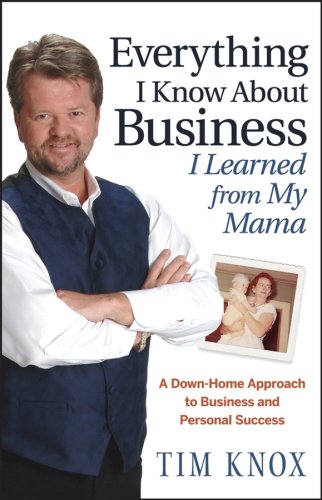 Everything
I Know About
Business
I Learned
from My
Mama
A Down-Home Approach
to Business and
Personal Success
TIM KNOX